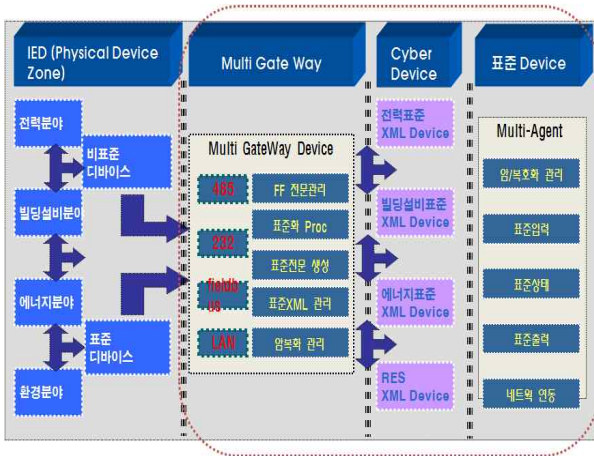 IED (Physical Device
Zone)
Multi Gate Way
Cyber
Device
표준 Device
전력분야
비표준
디바이스
빌딩설비분야
에너지분야
표준
디바이스
환경분야
Multi GateWay Device
485
FF 전문관리
표준화 Proc
232
표준전문 생성
fieldb
us
표준XML 관리
LAN
암복화 관리
전력표준
XML Device
빌딩설비표준
XML Device
에너지표준
XML Device
RES
XML Device
Multi-Agent
암/복호화 관리
표준입력
표준상태
표준출력
네트웍 연동